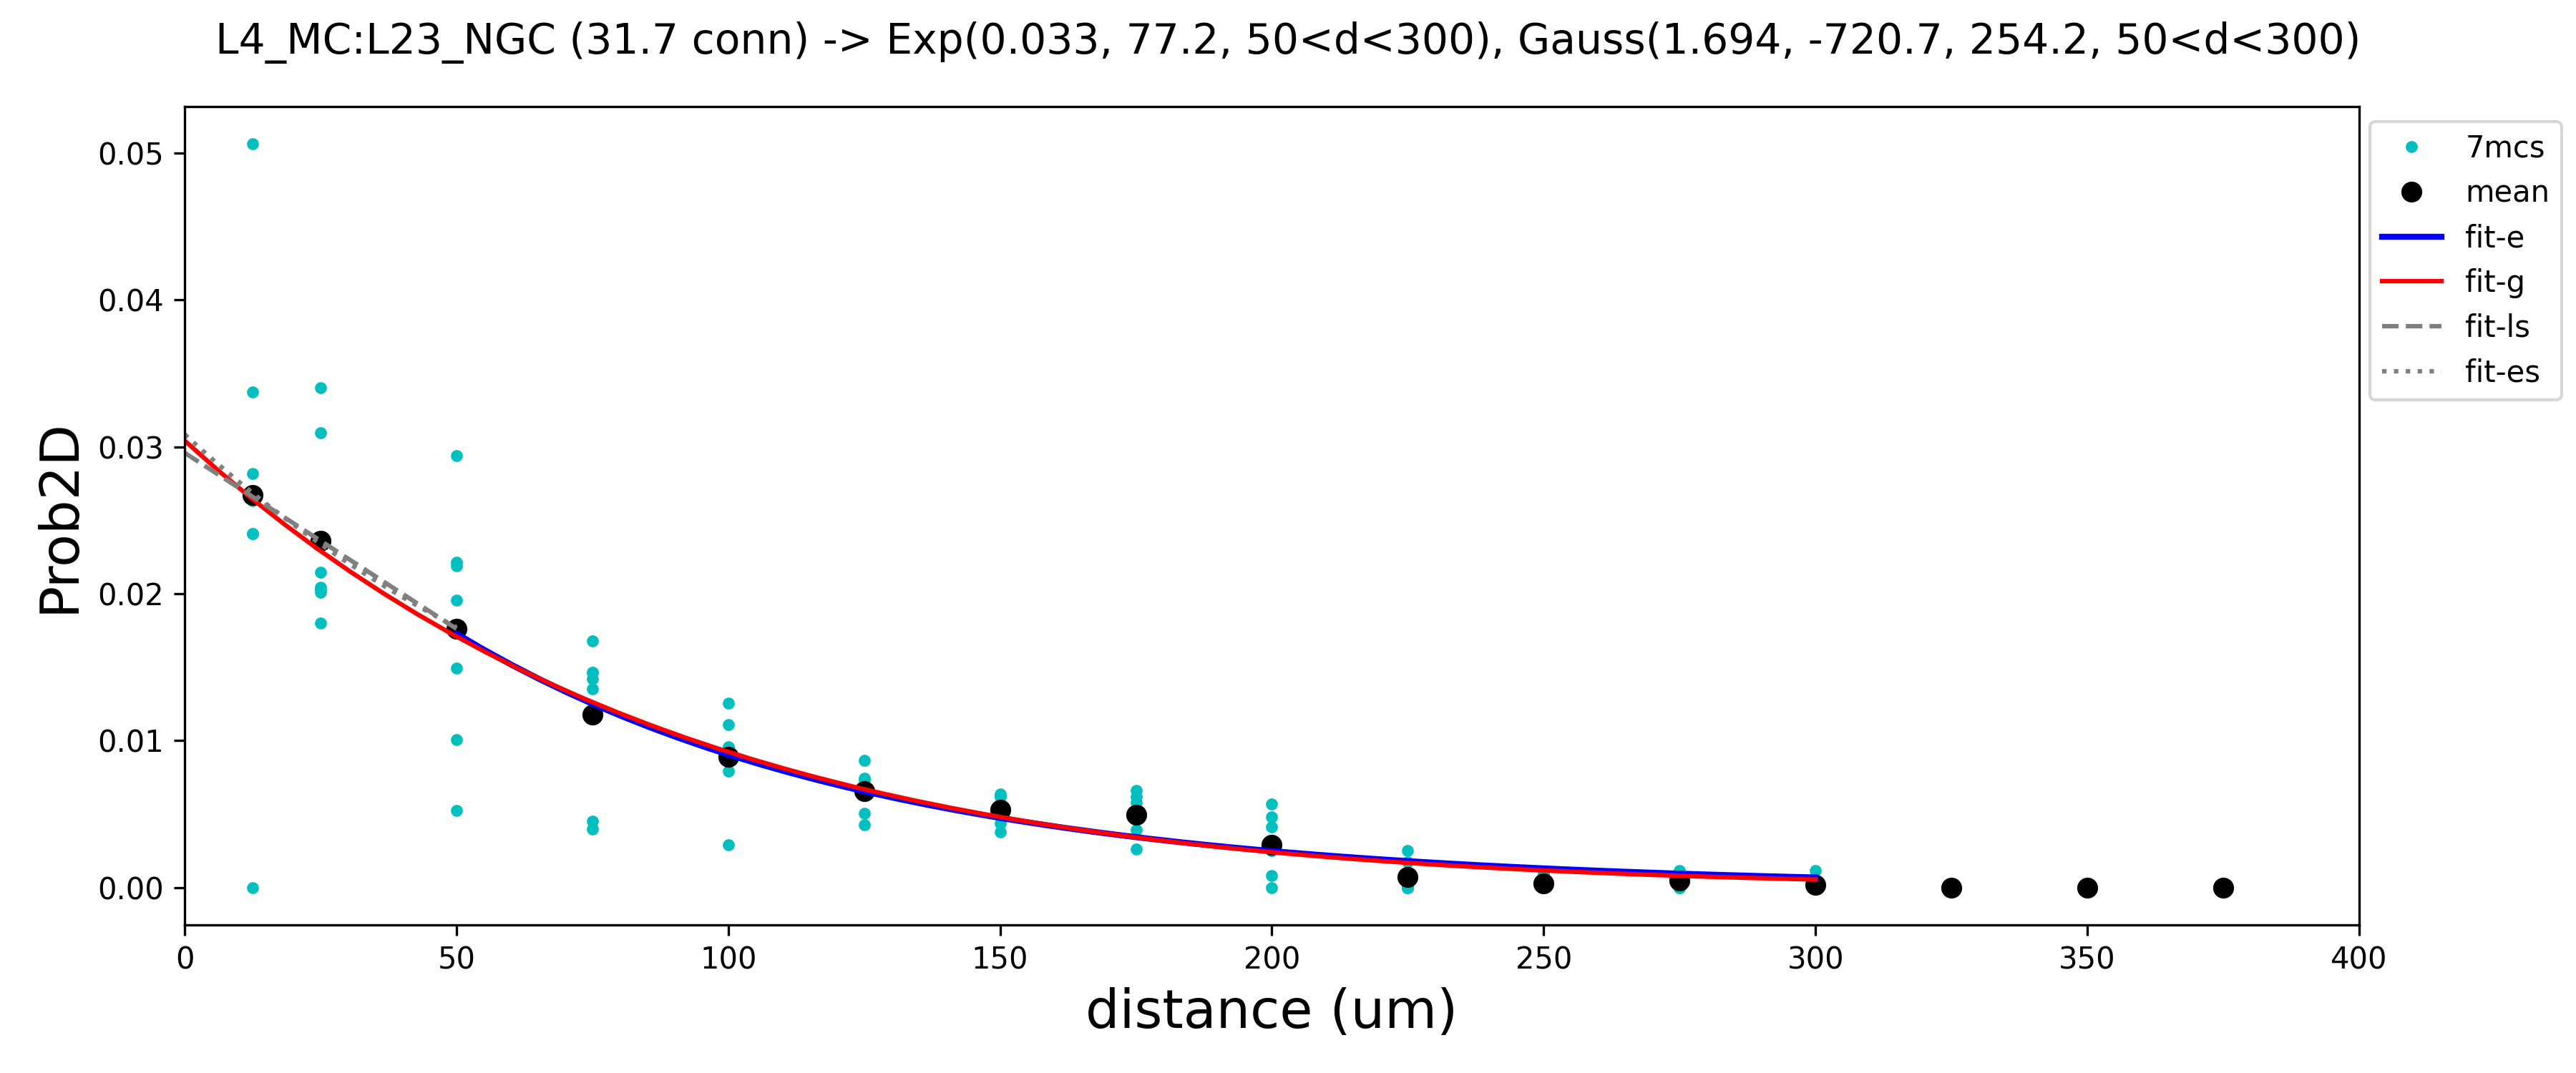 L4_MC:L23_NGC (31.7 conn) -> Exp(0.033, 77.2, 50<d<300), Gauss(1.694, -720.7, 254.2, 50<d<300)
7mcs
mean
fit-e
fit-g
fit-ls
fit-es
Prob2D
0.05
0.04
0.03
0.02
0.01
0.00
0 50 100 150 200 250 300 350 400
distance (um)